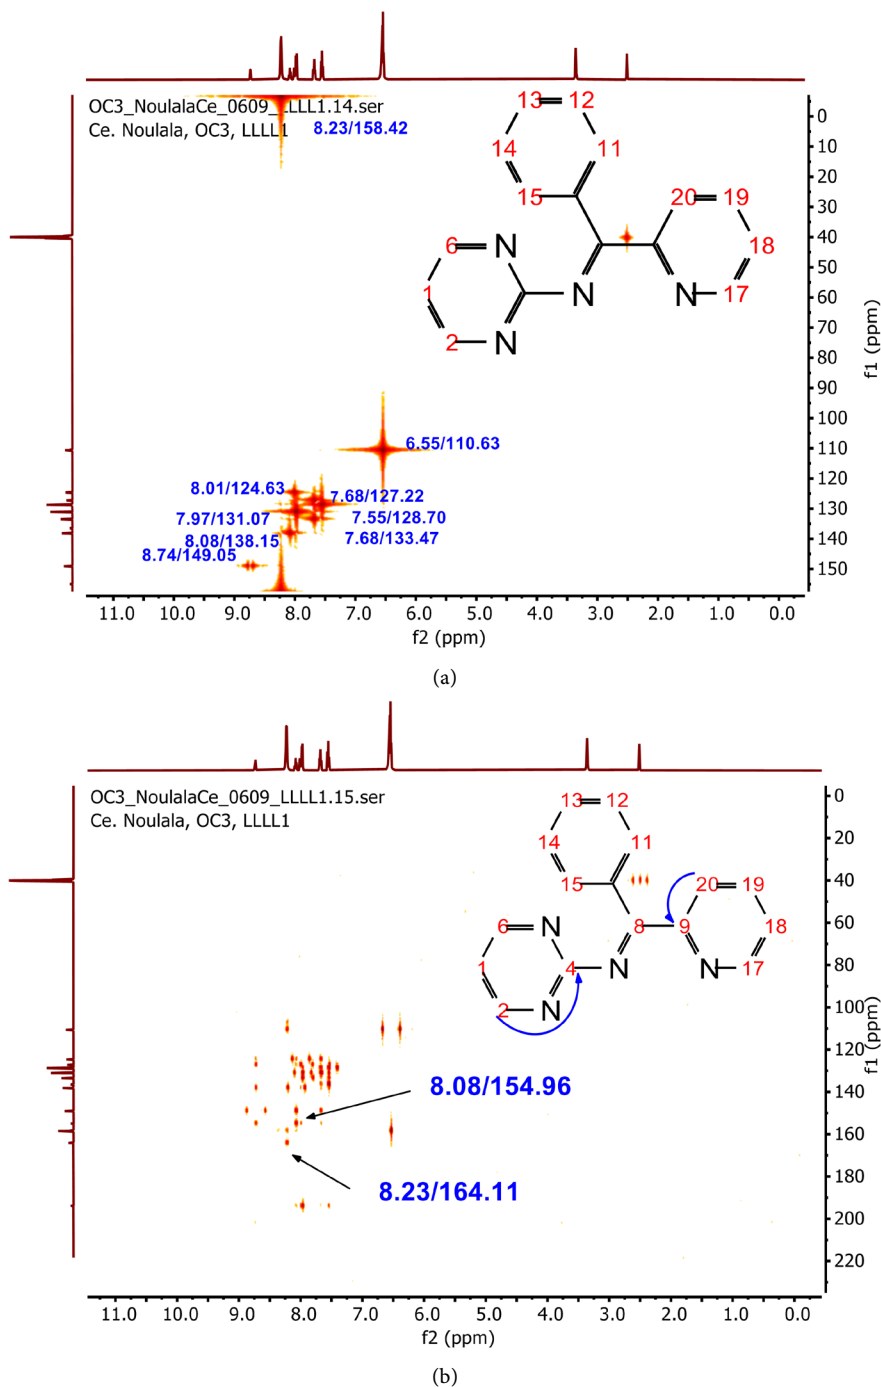 OC3_NoulalaCe_0609_LLLL1.14.ser
Ce. Noulala, OC3, LLLL1
8.23/158.42
13 12
14 11
15 20 19
6 N 18
1 N N 17
2 N
6.55/110.63
8.01/124.63
7.68/127.22
7.97/131.07
7.55/128.70
8.08/138.15
7.68/133.47
8.74/149.05
0
10
20
30
40
50
60
70
80
90
100
110
120
130
140
150
f1 (ppm)
11.0 10.0 9.0 8.0 7.0 6.0 5.0 4.0 3.0 2.0 1.0 0.0
f2 (ppm)
(a)
OC3_NoulalaCe_0609_LLLL1.15.ser
Ce. Noulala, OC3, LLLL1
13 12
14 11
15 20 19
6 N 8 9 18
1 4 N N 17
2 N
8.08/154.96
8.23/164.11
0
20
40
60
80
100
120
140
160
180
200
220
f1 (ppm)
11.0 10.0 9.0 8.0 7.0 6.0 5.0 4.0 3.0 2.0 1.0 0.0
f2 (ppm)
(b)